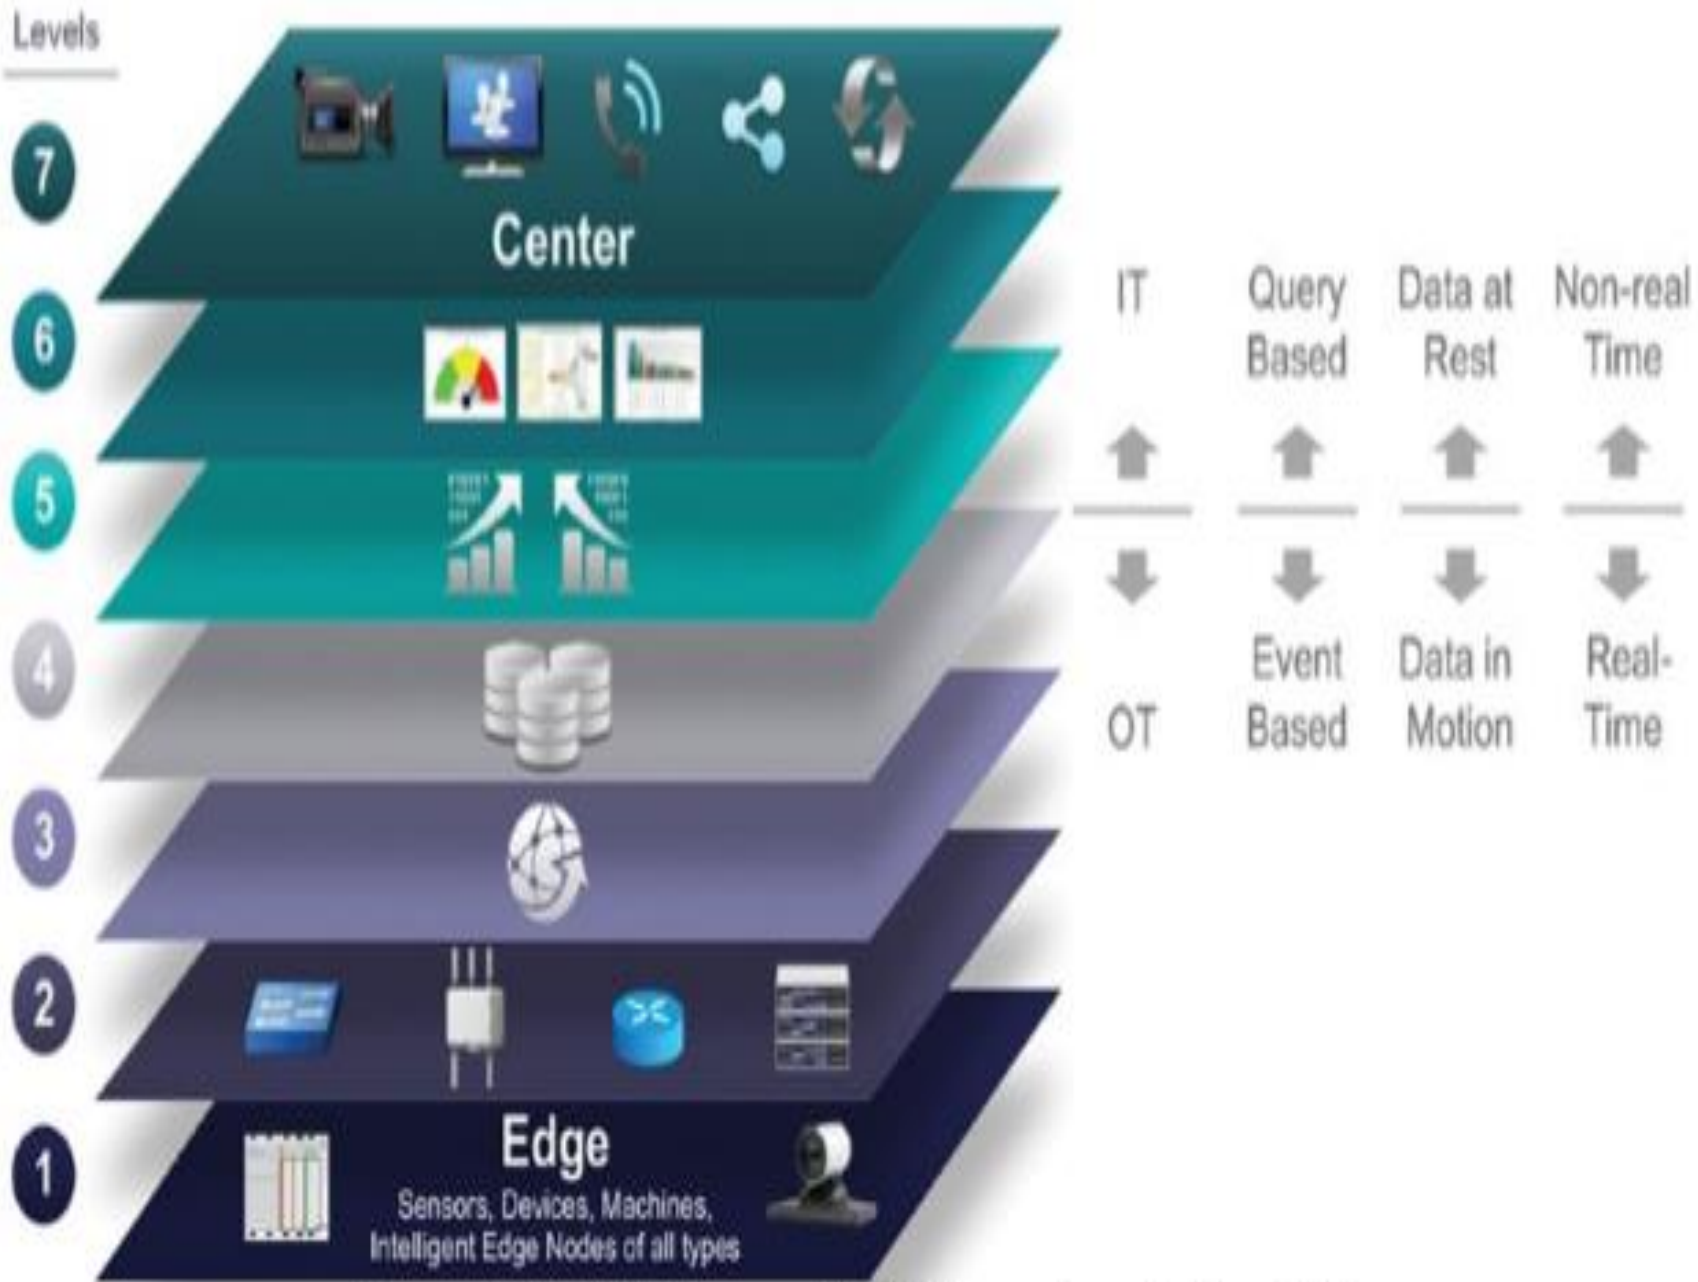 Levels
7
Center
6
5
4
3
2
1
Edge
Sensors, Devices, Machines,
Intelligent Edge Nodes of all types
IT
Query
Based
Data at
Rest
Non-real
Time
OT
Event
Based
Data in
Motion
Real-
Time